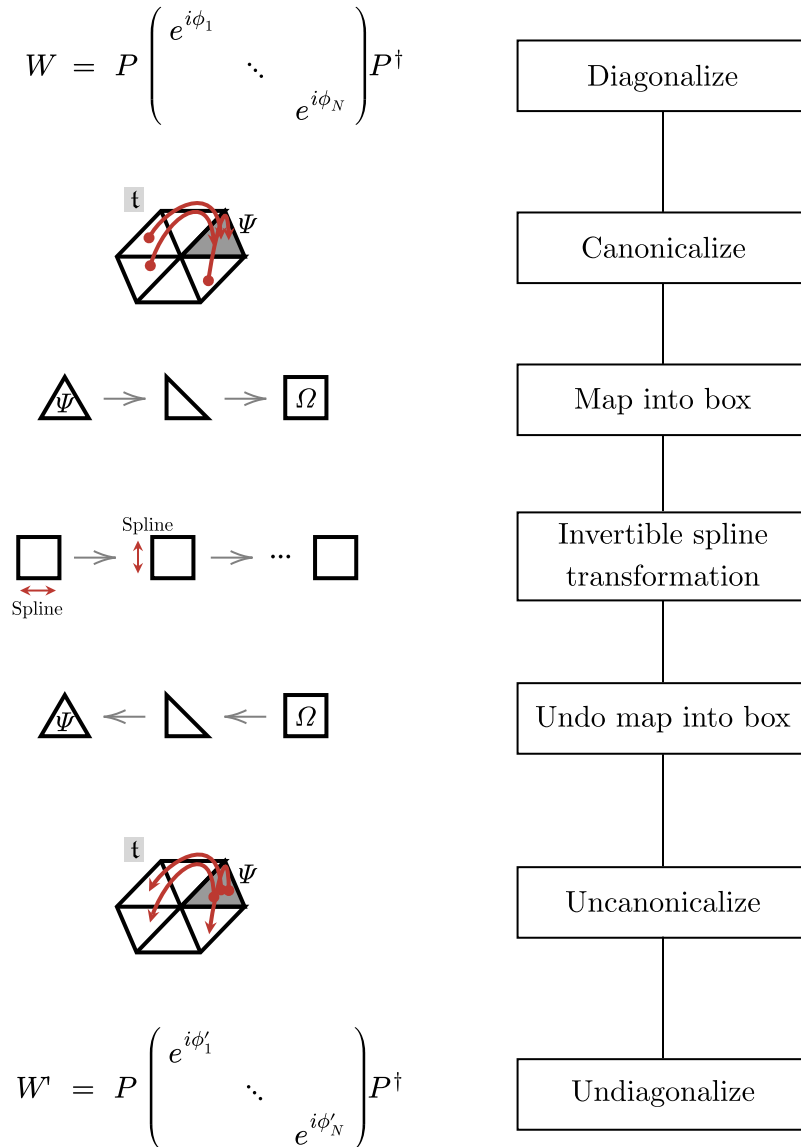 W = P ( e^{iϕ_1} ⋱ e^{iϕ_N} ) P^†
Diagonalize
𝔱
Ψ
Canonicalize
Ψ
Ω
Map into box
Spline
...
Spline
Invertible spline
transformation
Ψ
Ω
Undo map into box
𝔱
Ψ
Uncanonicalize
W' = P ( e^{iϕ'_1} ⋱ e^{iϕ'_N} ) P^†
Undiagonalize